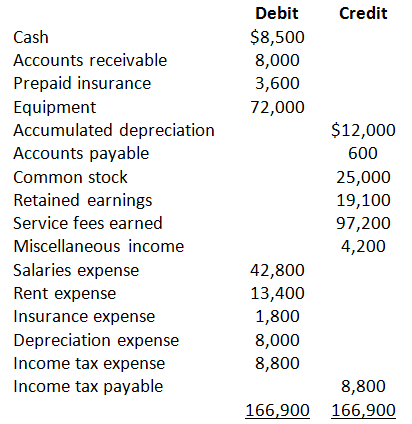 Debit Credit
Cash $8,500
Accounts receivable 8,000
Prepaid insurance 3,600
Equipment 72,000
Accumulated depreciation $12,000
Accounts payable 600
Common stock 25,000
Retained earnings 19,100
Service fees earned 97,200
Miscellaneous income 4,200
Salaries expense 42,800
Rent expense 13,400
Insurance expense 1,800
Depreciation expense 8,000
Income tax expense 8,800
Income tax payable 8,800
166,900 166,900